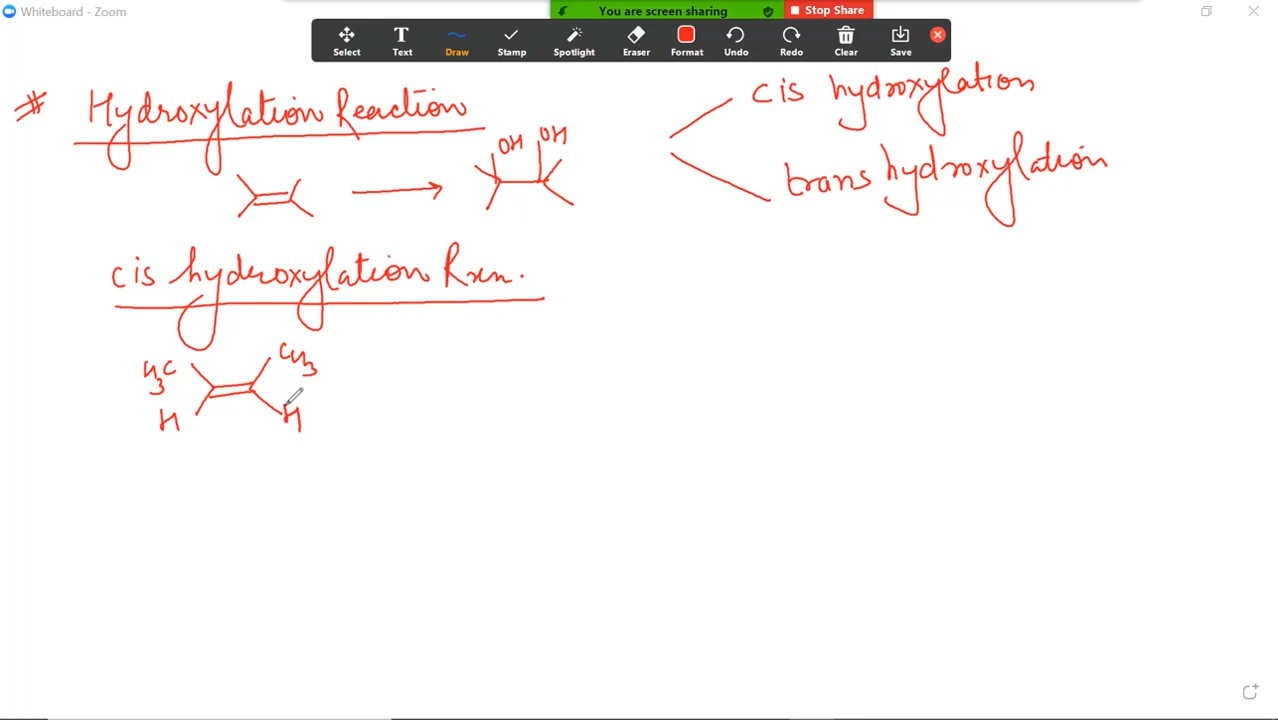 Whiteboard - Zoom
You are screen sharing
Stop Share
Select
Text
Draw
Stamp
Spotlight
Eraser
Format
Undo
Redo
Clear
Save
# Hydroxylation Reaction
cis hydroxylation
trans hydroxylation
OH OH
cis hydroxylation Rxn.
H3C CH3
H H